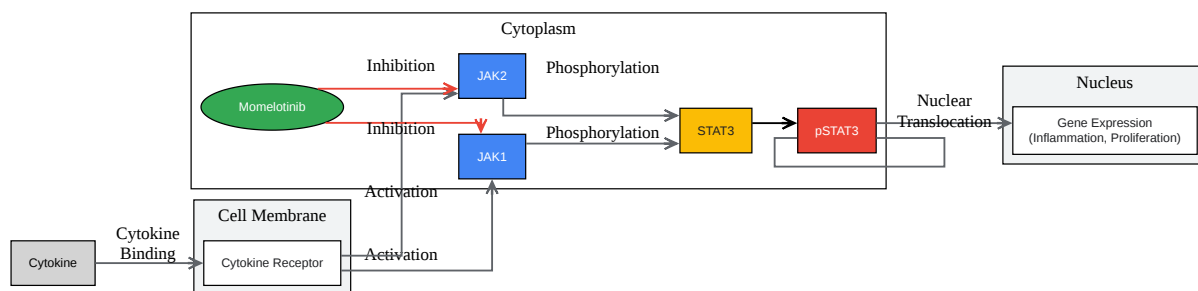 Cytoplasm
Inhibition
JAK2
Phosphorylation
Momelotinib
Inhibition
JAK1
Phosphorylation
STAT3
pSTAT3
Nuclear
Translocation
Nucleus
Gene Expression
(Inflammation, Proliferation)
Activation
Cell Membrane
Cytokine
Cytokine
Binding
Cytokine Receptor
Activation